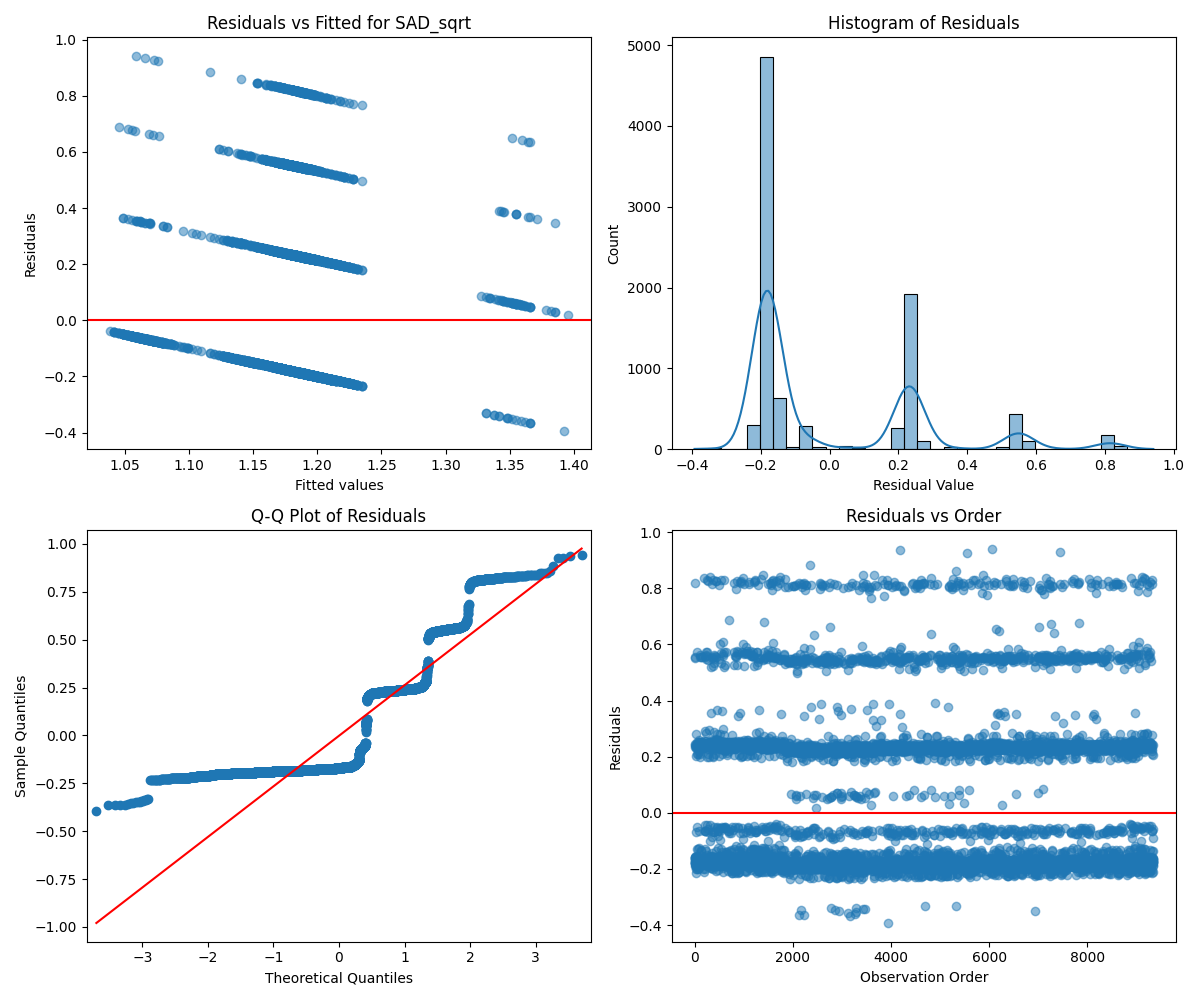 Residuals vs Fitted for SAD_sqrt
1.0
0.8
0.6
0.4
0.2
0.0
−0.2
−0.4
Residuals
1.05 1.10 1.15 1.20 1.25 1.30 1.35 1.40
Fitted values
Histogram of Residuals
5000
4000
3000
2000
1000
0
Count
−0.4 −0.2 0.0 0.2 0.4 0.6 0.8 1.0
Residual Value
Q-Q Plot of Residuals
1.00
0.75
0.50
0.25
0.00
−0.25
−0.50
−0.75
−1.00
Sample Quantiles
−3 −2 −1 0 1 2 3
Theoretical Quantiles
Residuals vs Order
1.0
0.8
0.6
0.4
0.2
0.0
−0.2
−0.4
Residuals
0 2000 4000 6000 8000
Observation Order